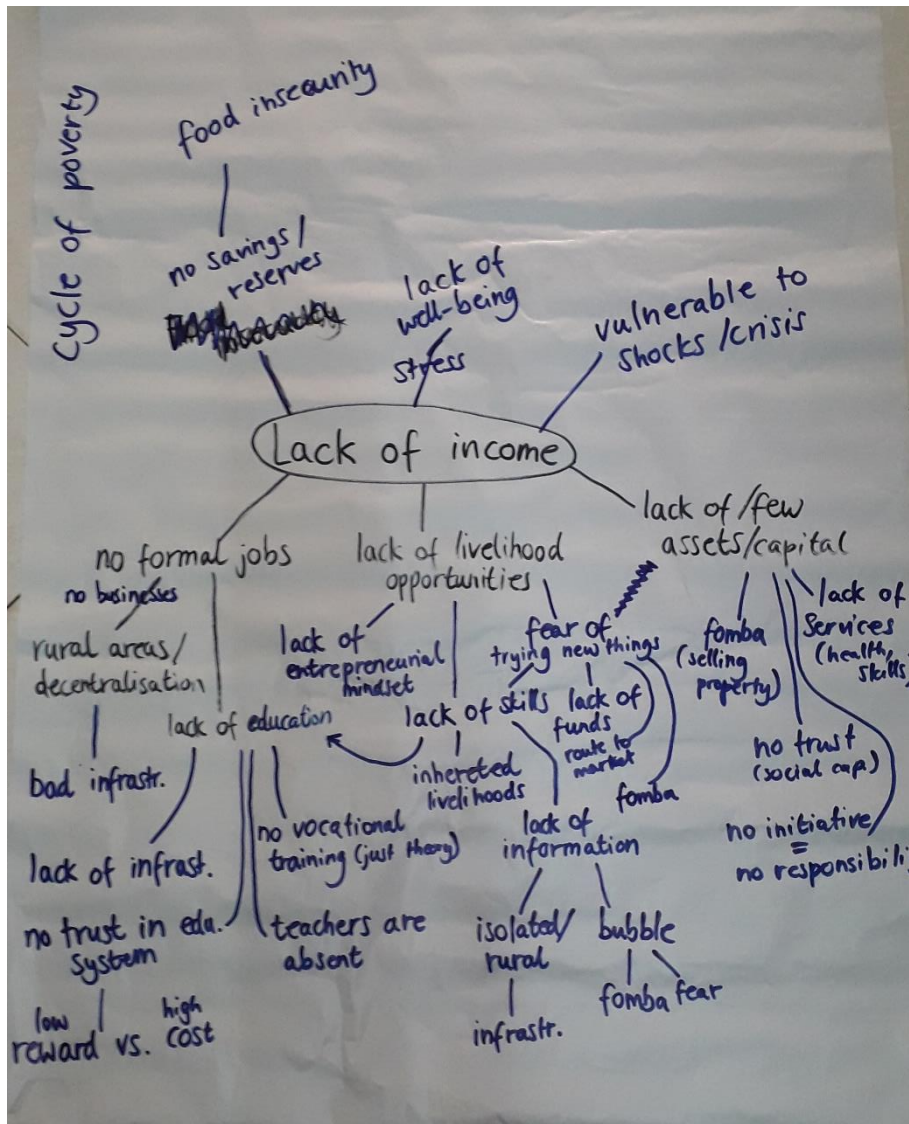 Cycle of poverty
food insecurity
no savings/
reserves
lack of
well-being
stress
vulnerable to
shocks/crisis
Lack of income
no formal jobs
no businesses
rural areas/
decentralisation
bad infrastr.
lack of education
lack of infrast.
no trust in edu.
system
low high
reward vs. cost
no vocational
training (just theory)
teachers are
absent
lack of livelihood
opportunities
lack of
entrepreneurial
mindset
lack of skills
inhereted
livelihoods
fear of
trying new things
lack of
funds
route to
market
fomba
lack of
information
isolated/
rural
infrastr.
bubble
fomba fear
lack of/few
assets/capital
fomba
(selling
property)
lack of
services
(health,
skills)
no trust
(social cap.)
no initiative
=
no responsibili